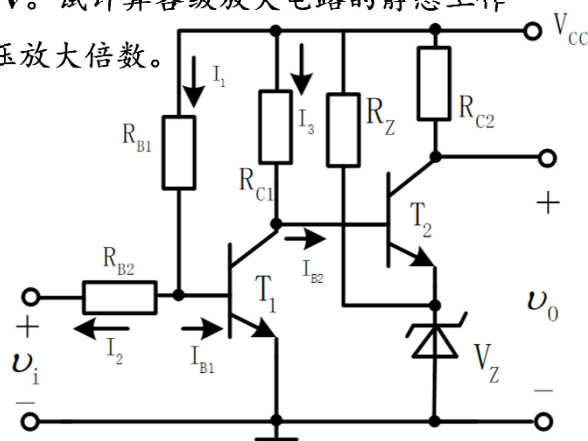 V。试计算各级放大电路的静态工作
压放大倍数。
V_CC
I_1
R_B1
I_3
R_C1
R_Z
R_C2
+
T_2
I_B2
R_B2
T_1
+
I_2
I_B1
υ_i
υ_o
V_Z
−
−